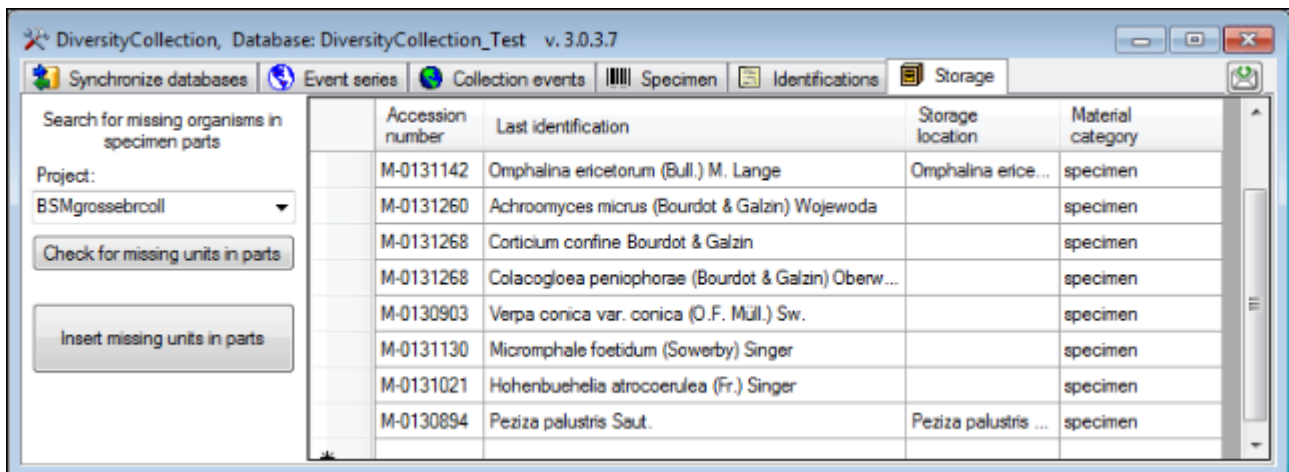 DiversityCollection, Database: DiversityCollection_Test v. 3.0.3.7
Synchronize databases Event series Collection events Specimen Identifications Storage
Search for missing organisms in
specimen parts
Project:
BSMgrossebrcoll
Check for missing units in parts
Insert missing units in parts
Accession number Last identification Storage location Material category
M-0131142 Omphalina ericetorum (Bull.) M. Lange Omphalina erice... specimen
M-0131260 Achroomyces micrus (Bourdot & Galzin) Wojewoda specimen
M-0131268 Corticium confine Bourdot & Galzin specimen
M-0131268 Colacogloea peniophorae (Bourdot & Galzin) Oberw... specimen
M-0130903 Verpa conica var. conica (O.F. Müll.) Sw. specimen
M-0131130 Micromphale foetidum (Sowerby) Singer specimen
M-0131021 Hohenbuehelia atrocoerulea (Fr.) Singer specimen
M-0130894 Peziza palustris Saut. Peziza palustris ... specimen